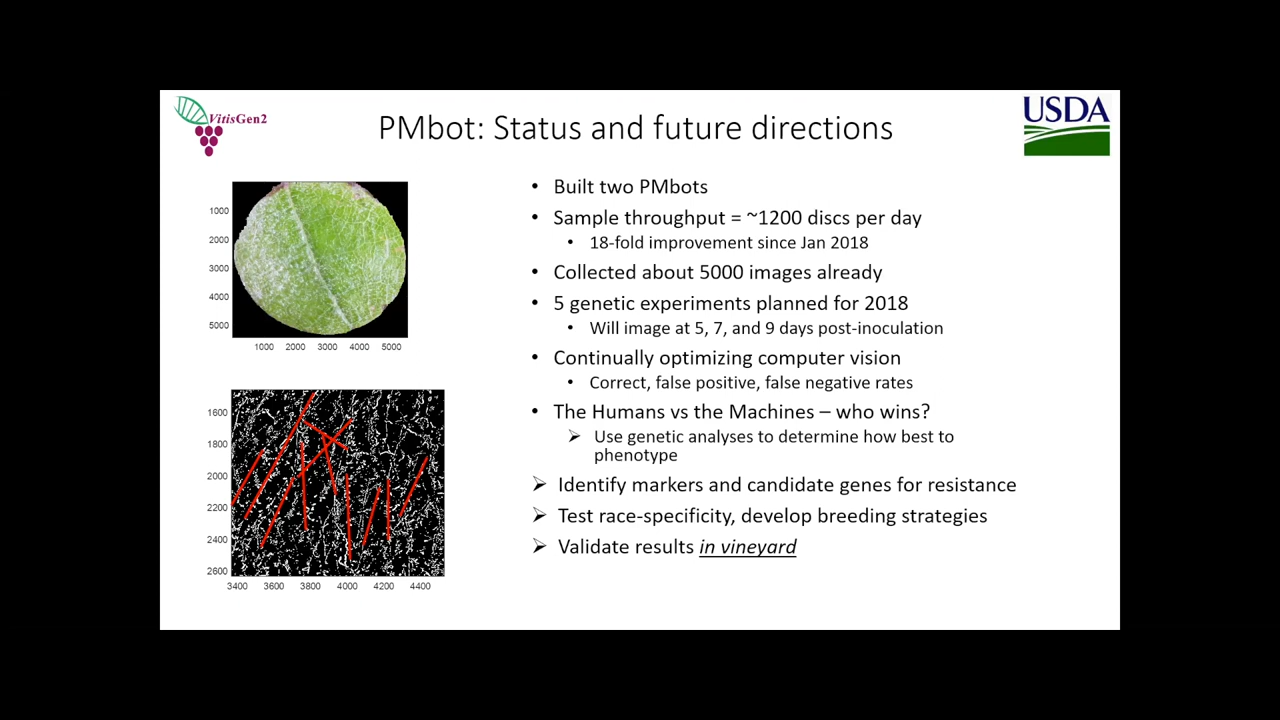 VitisGen2
USDA
PMbot: Status and future directions
1000
2000
3000
4000
5000
1000 2000 3000 4000 5000
1600
1800
2000
2200
2400
2600
3400 3600 3800 4000 4200 4400
• Built two PMbots
• Sample throughput = ~1200 discs per day
• 18-fold improvement since Jan 2018
• Collected about 5000 images already
• 5 genetic experiments planned for 2018
• Will image at 5, 7, and 9 days post-inoculation
• Continually optimizing computer vision
• Correct, false positive, false negative rates
• The Humans vs the Machines – who wins?
➢ Use genetic analyses to determine how best to
phenotype
➢ Identify markers and candidate genes for resistance
➢ Test race-specificity, develop breeding strategies
➢ Validate results in vineyard